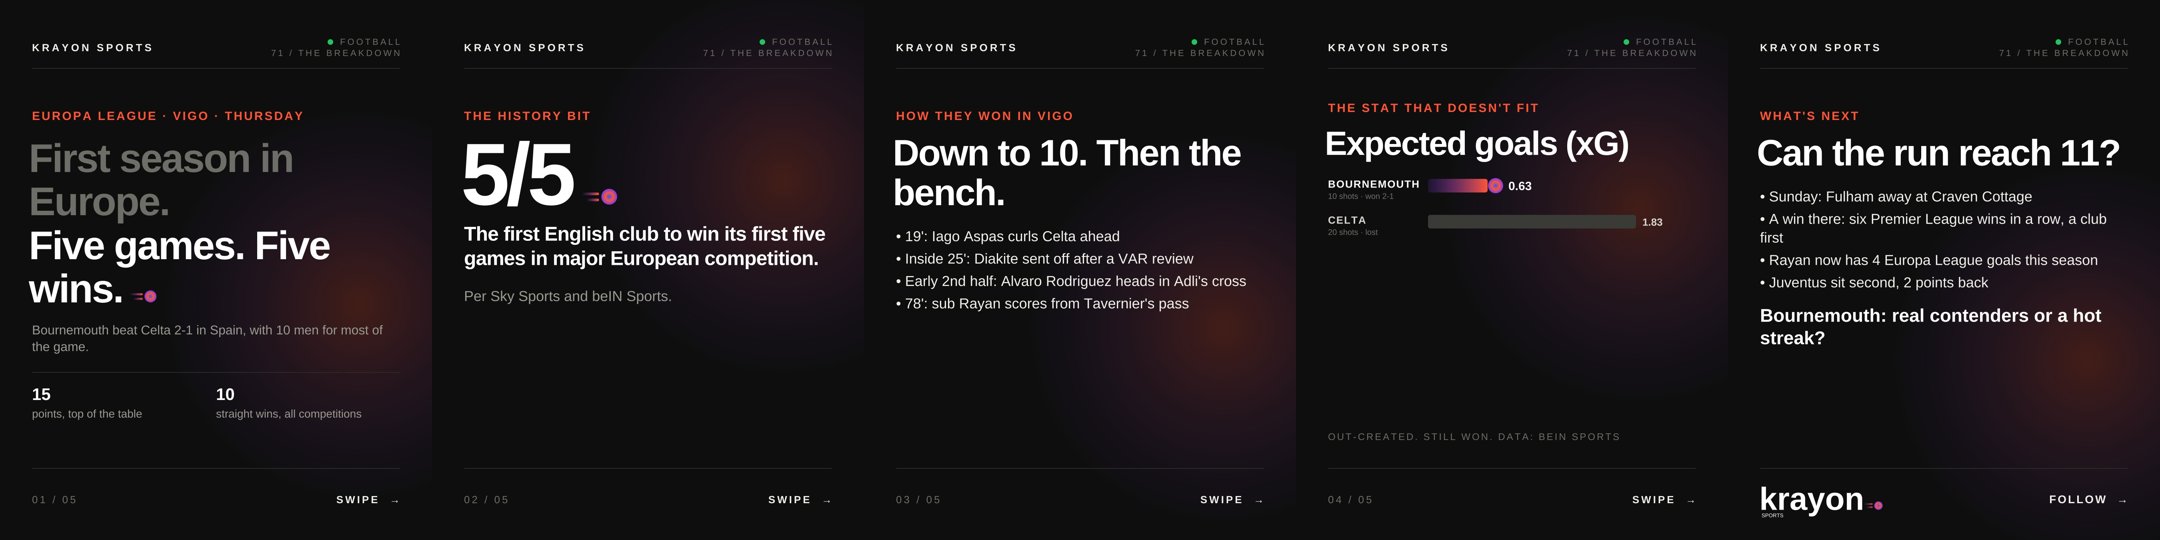 KRAYON SPORTS
● FOOTBALL
71 / THE BREAKDOWN
EUROPA LEAGUE · VIGO · THURSDAY
First season in
Europe.
Five games. Five
wins.
Bournemouth beat Celta 2-1 in Spain, with 10 men for most of
the game.
15
points, top of the table
10
straight wins, all competitions
01 / 05
SWIPE →
KRAYON SPORTS
● FOOTBALL
71 / THE BREAKDOWN
THE HISTORY BIT
5/5
The first English club to win its first five
games in major European competition.
Per Sky Sports and beIN Sports.
02 / 05
SWIPE →
KRAYON SPORTS
● FOOTBALL
71 / THE BREAKDOWN
HOW THEY WON IN VIGO
Down to 10. Then the
bench.
• 19': Iago Aspas curls Celta ahead
• Inside 25': Diakite sent off after a VAR review
• Early 2nd half: Alvaro Rodriguez heads in Adli's cross
• 78': sub Rayan scores from Tavernier's pass
03 / 05
SWIPE →
KRAYON SPORTS
● FOOTBALL
71 / THE BREAKDOWN
THE STAT THAT DOESN'T FIT
Expected goals (xG)
BOURNEMOUTH
10 shots · won 2-1
0.63
CELTA
20 shots · lost
1.83
OUT-CREATED. STILL WON. DATA: BEIN SPORTS
04 / 05
SWIPE →
KRAYON SPORTS
● FOOTBALL
71 / THE BREAKDOWN
WHAT'S NEXT
Can the run reach 11?
• Sunday: Fulham away at Craven Cottage
• A win there: six Premier League wins in a row, a club
first
• Rayan now has 4 Europa League goals this season
• Juventus sit second, 2 points back
Bournemouth: real contenders or a hot
streak?
krayon
SPORTS
FOLLOW →